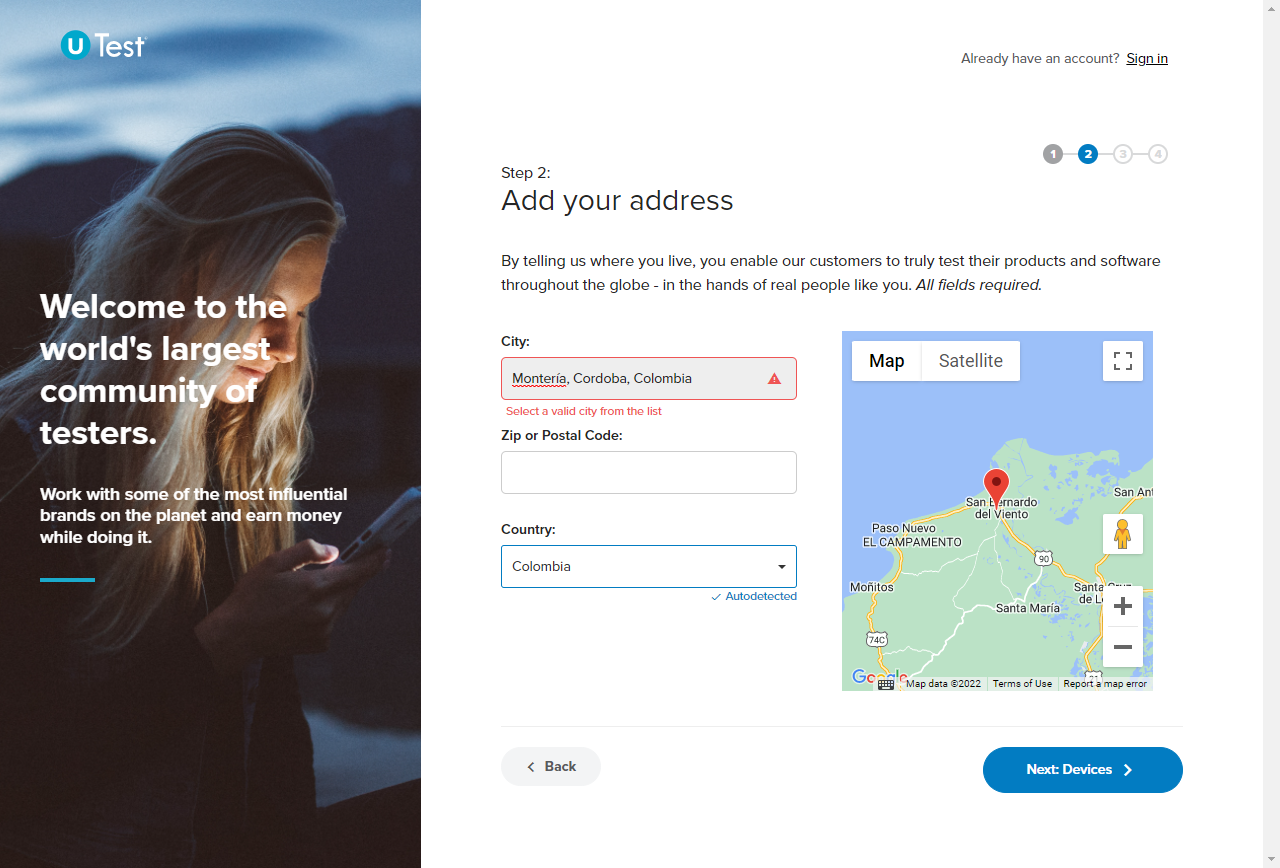 U Test
Already have an account? Sign in
1 2 3 4
Step 2:
Add your address
By telling us where you live, you enable our customers to truly test their products and software
throughout the globe - in the hands of real people like you. All fields required.
Welcome to the
world's largest
community of
testers.
Work with some of the most influential
brands on the planet and earn money
while doing it.
City:
Montería, Cordoba, Colombia
Select a valid city from the list
Zip or Postal Code:
Country:
Colombia
Autodetected
Map Satellite
San Bernardo
del Viento
San Ant
Paso Nuevo
EL CAMPAMENTO
90
Moñitos
Santa Cruz
de Lo
Santa María
74C
21
Google
Map data ©2022 Terms of Use Report a map error
Back
Next: Devices